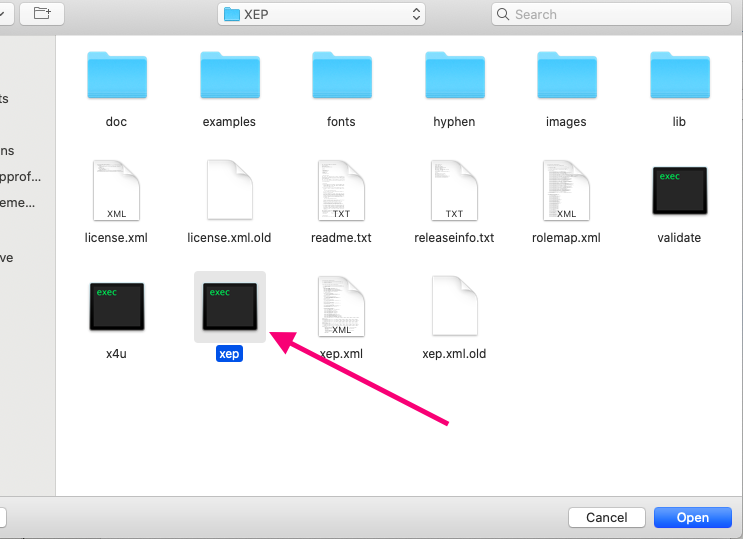 XEP
Search
doc
examples
fonts
hyphen
images
lib
ts
ns
pprof...
eme...
ve
XML
TXT
TXT
XML
exec
license.xml
license.xml.old
readme.txt
releaseinfo.txt
rolemap.xml
validate
exec
exec
XML
x4u
xep
xep.xml
xep.xml.old
Cancel
Open